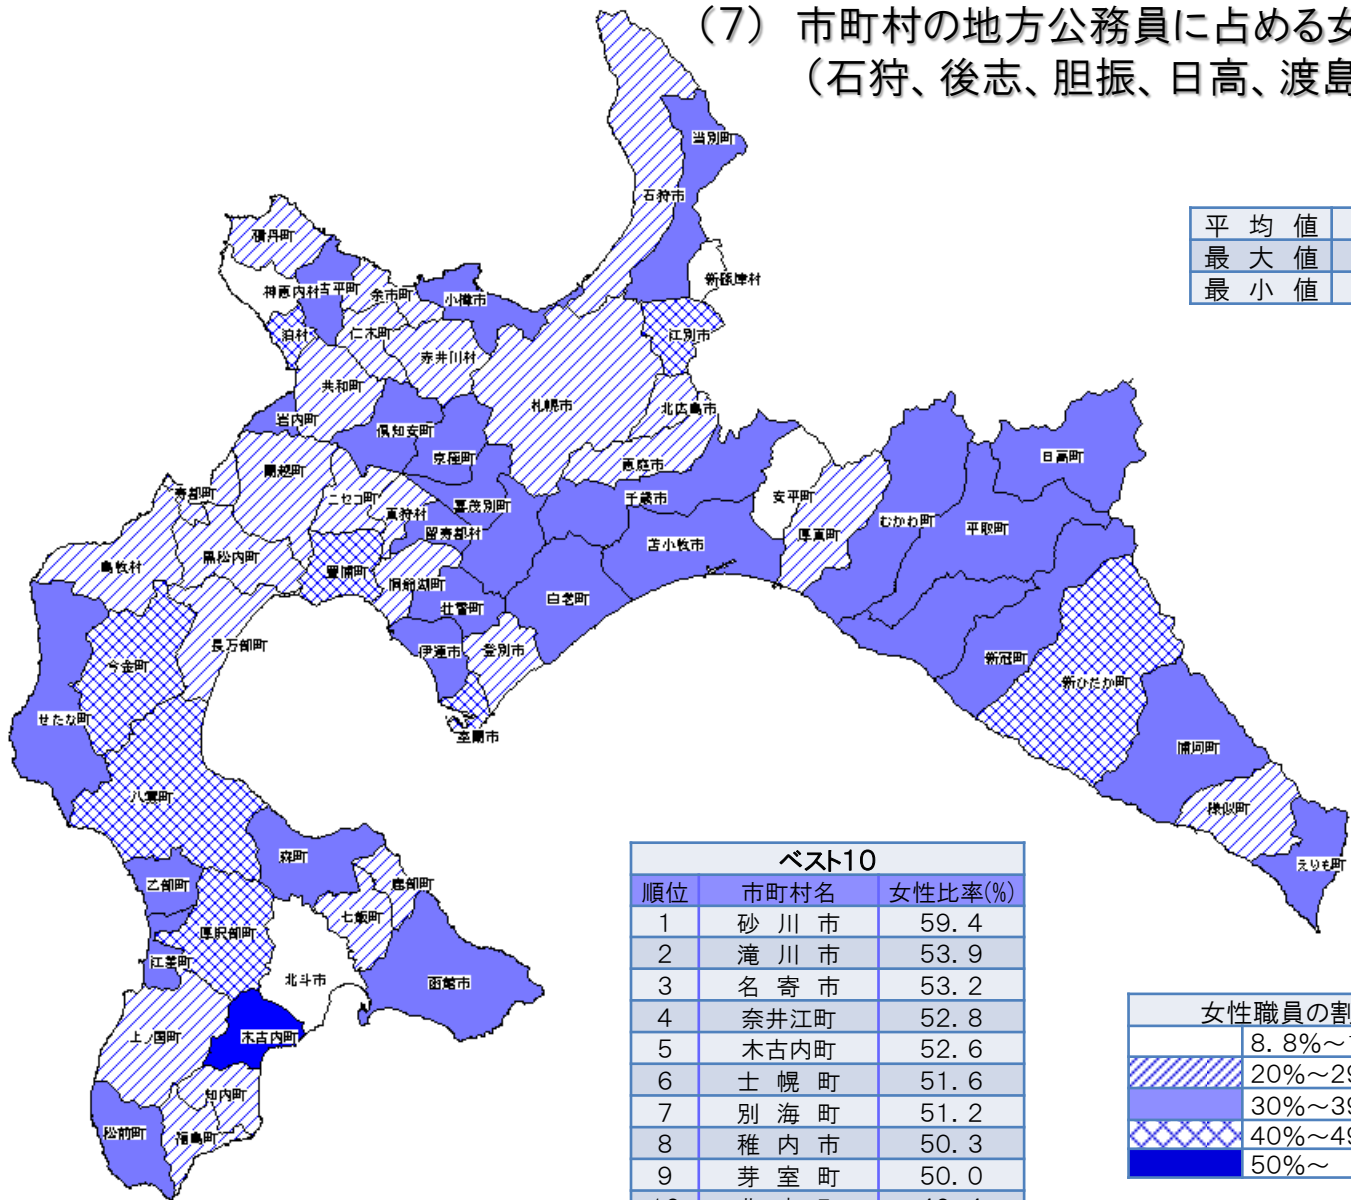 （7） 市町村の地方公務員に占める女
（石狩、後志、胆振、日高、渡島
当別町
石狩市
積丹町
新篠津村
神恵内村
古平町
余市町
小樽市
泊村
仁木町
江別市
赤井川村
共和町
札幌市
北広島市
岩内町
倶知安町
京極町
恵庭市
日高町
蘭越町
寿都町
ニセコ町
真狩村
喜茂別町
千歳市
安平町
むかわ町
平取町
留寿都村
厚真町
苫小牧市
島牧村
黒松内町
豊浦町
洞爺湖町
壮瞥町
白老町
長万部町
伊達市
登別市
新冠町
今金町
新ひだか町
せたな町
室蘭市
浦河町
八雲町
様似町
森町
えりも町
乙部町
鹿部町
七飯町
厚沢部町
江差町
北斗市
函館市
上ノ国町
木古内町
知内町
松前町
福島町
平 均 値
最 大 値
最 小 値
ベスト10
順位 市町村名 女性比率(%)
1 砂 川 市 59. 4
2 滝 川 市 53. 9
3 名 寄 市 53. 2
4 奈井江町 52. 8
5 木古内町 52. 6
6 士 幌 町 51. 6
7 別 海 町 51. 2
8 稚 内 市 50. 3
9 芽 室 町 50. 0
女性職員の割
8. 8%～
20%～29
30%～39
40%～49
50%～